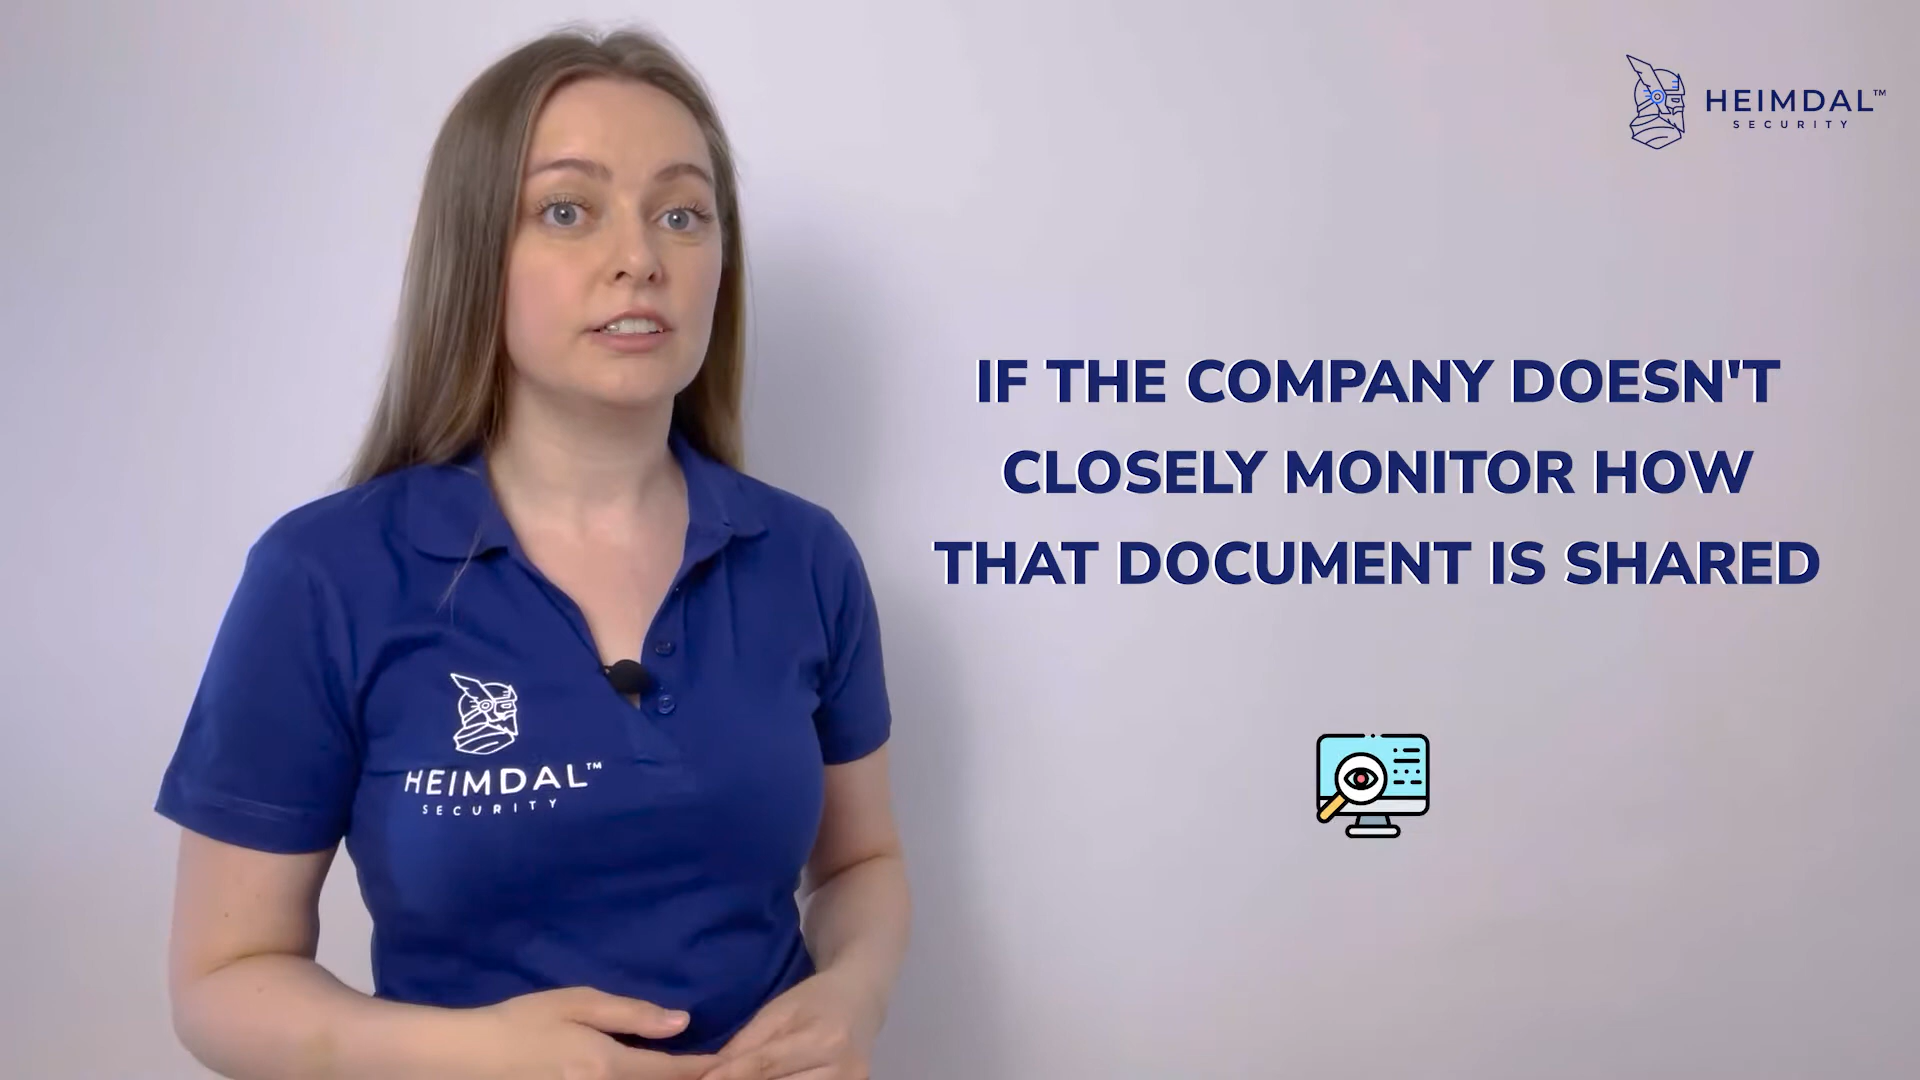 HEIMDAL™
SECURITY
IF THE COMPANY DOESN'T
CLOSELY MONITOR HOW
THAT DOCUMENT IS SHARED
HEIMDAL™
SECURITY